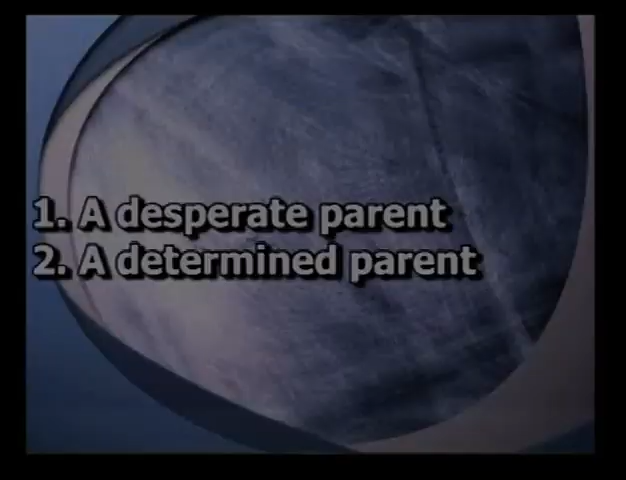 1. A desperate parent
2. A determined parent